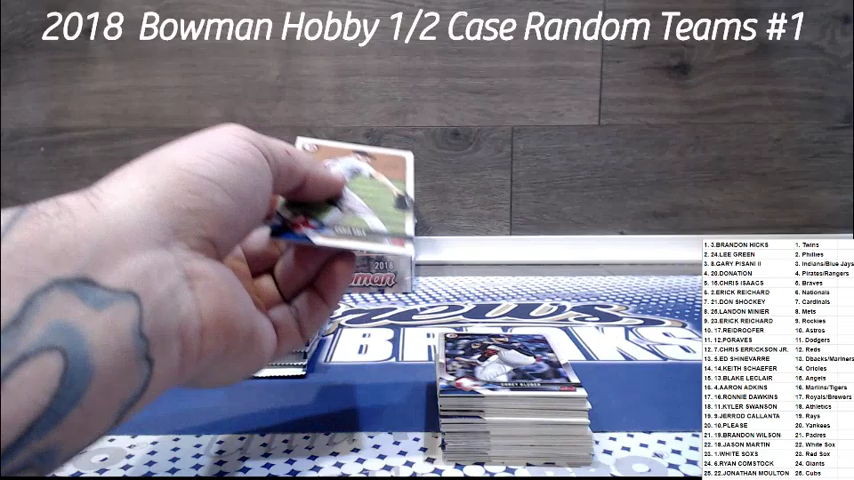 2018 Bowman Hobby 1/2 Case Random Teams #1
CHRIS SALE
2018
COREY KLUBER
BREAKS
1. 3.BRANDON HICKS 1. Twins
2. 24.LEE GREEN 2. Phillies
3. 8.GARY PISANI II 3. Indians/Blue Jays
4. 20.DONATION 4. Pirates/Rangers
5. 15.CHRIS ISAACS 5. Braves
6. 2.ERICK REICHARD 6. Nationals
7. 21.DON SHOCKEY 7. Cardinals
8. 25.LANDON MINIER 8. Mets
9. 23.ERICK REICHARD 9. Rockies
10. 17.REIDROOFER 10. Astros
11. 12.PGRAVES 11. Dodgers
12. 7.CHRIS ERRICKSON JR. 12. Reds
13. 5.ED SHINEVARRE 13. Dbacks/Mariners
14. 14.KEITH SCHAEFER 14. Orioles
15. 13.BLAKE LECLAIR 15. Angels
16. 4.AARON ADKINS 16. Marlins/Tigers
17. 16.RONNIE DAWKINS 17. Royals/Brewers
18. 11.KYLER SWANSON 18. Athletics
19. 9.JERROD CALLANTA 19. Rays
20. 10.PLEASE 20. Yankees
21. 19.BRANDON WILSON 21. Padres
22. 18.JASON MARTIN 22. White Sox
23. 1.WHITE SOXS 23. Red Sox
24. 6.RYAN COMSTOCK 24. Giants
25. 22.JONATHAN MOULTON 25. Cubs